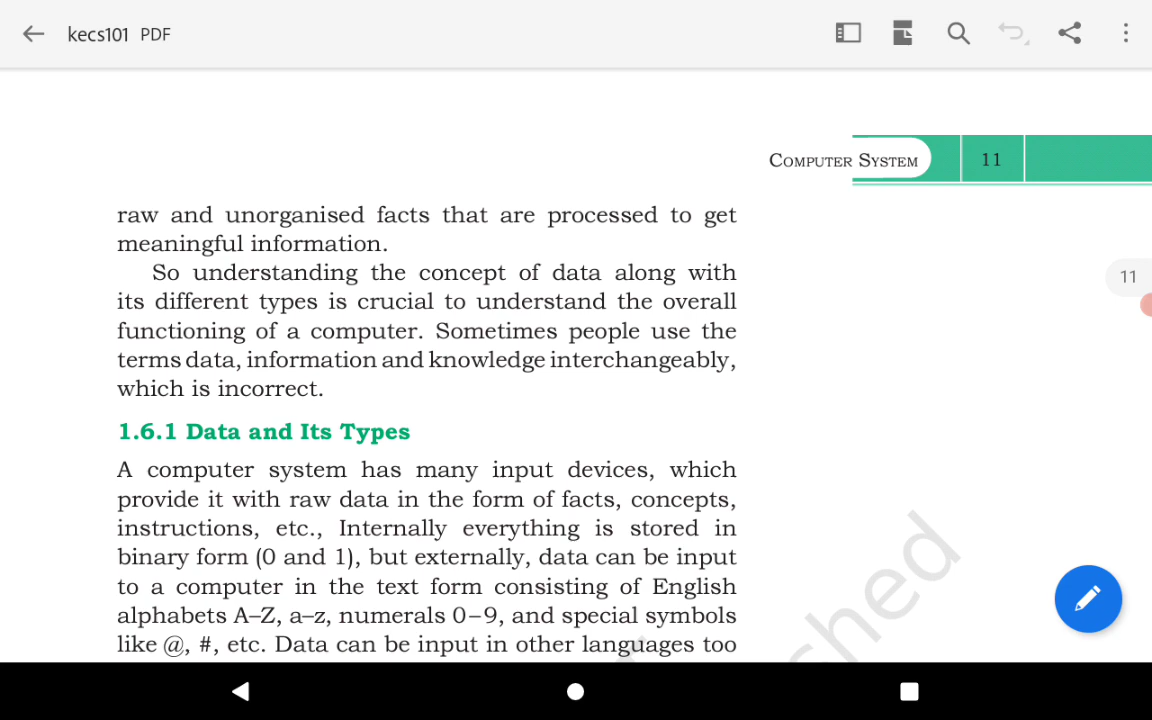 kecs101 PDF
COMPUTER SYSTEM 11
raw and unorganised facts that are processed to get
meaningful information.
11
So understanding the concept of data along with
its different types is crucial to understand the overall
functioning of a computer. Sometimes people use the
terms data, information and knowledge interchangeably,
which is incorrect.
1.6.1 Data and Its Types
A computer system has many input devices, which
provide it with raw data in the form of facts, concepts,
instructions, etc., Internally everything is stored in
binary form (0 and 1), but externally, data can be input
to a computer in the text form consisting of English
alphabets A–Z, a–z, numerals 0–9, and special symbols
like @, #, etc. Data can be input in other languages too